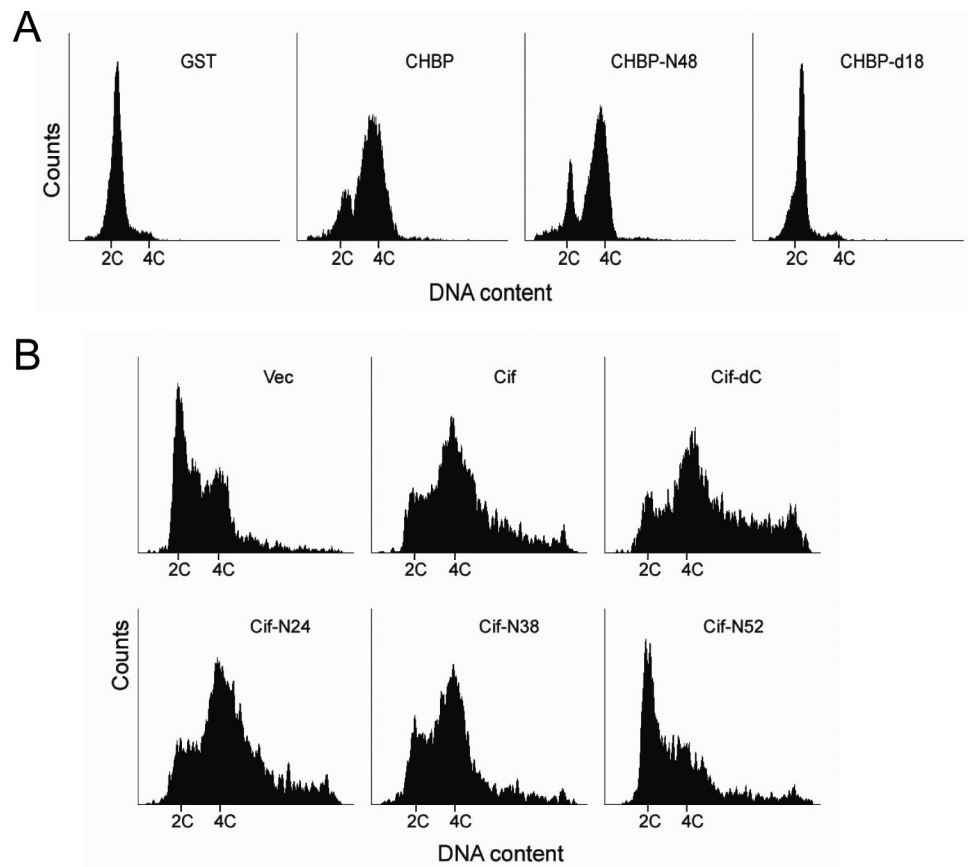 A
GST CHBP CHBP-N48 CHBP-d18
Counts
2C 4C 2C 4C 2C 4C 2C 4C
DNA content
B
Vec Cif Cif-dC
2C 4C 2C 4C 2C 4C
Cif-N24 Cif-N38 Cif-N52
Counts
2C 4C 2C 4C 2C 4C
DNA content